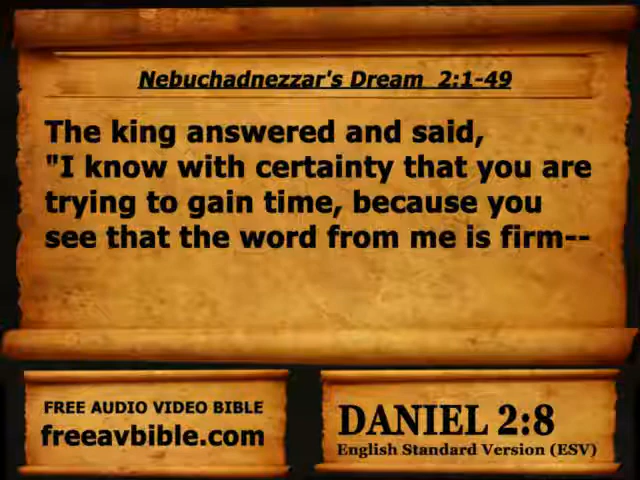 Nebuchadnezzar's Dream 2:1-49
The king answered and said,
"I know with certainty that you are
trying to gain time, because you
see that the word from me is firm--
FREE AUDIO VIDEO BIBLE
freeavbible.com
DANIEL 2:8
English Standard Version (ESV)